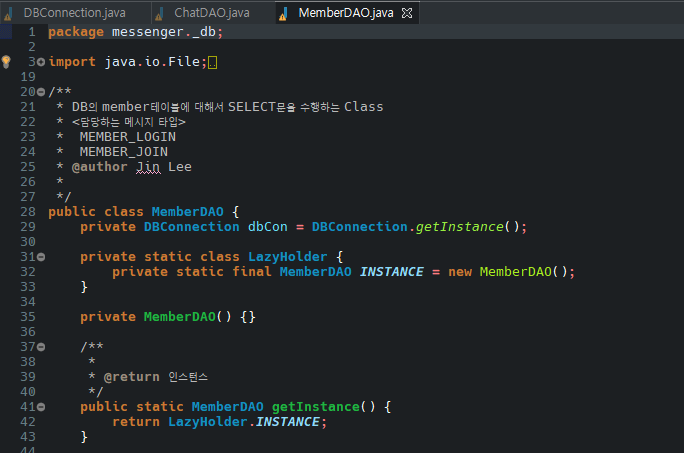 DBConnection.java ChatDAO.java MemberDAO.java
1 package messenger._db;
2
3 import java.io.File;
19
20 /**
21 * DB의 member테이블에 대해서 SELECT문을 수행하는 Class
22 * <담당하는 메시지 타입>
23 * MEMBER_LOGIN
24 * MEMBER_JOIN
25 * @author Jin Lee
26 *
27 */
28 public class MemberDAO {
29 private DBConnection dbCon = DBConnection.getInstance();
30
31 private static class LazyHolder {
32 private static final MemberDAO INSTANCE = new MemberDAO();
33 }
34
35 private MemberDAO() {}
36
37 /**
38 *
39 * @return 인스턴스
40 */
41 public static MemberDAO getInstance() {
42 return LazyHolder.INSTANCE;
43 }
44